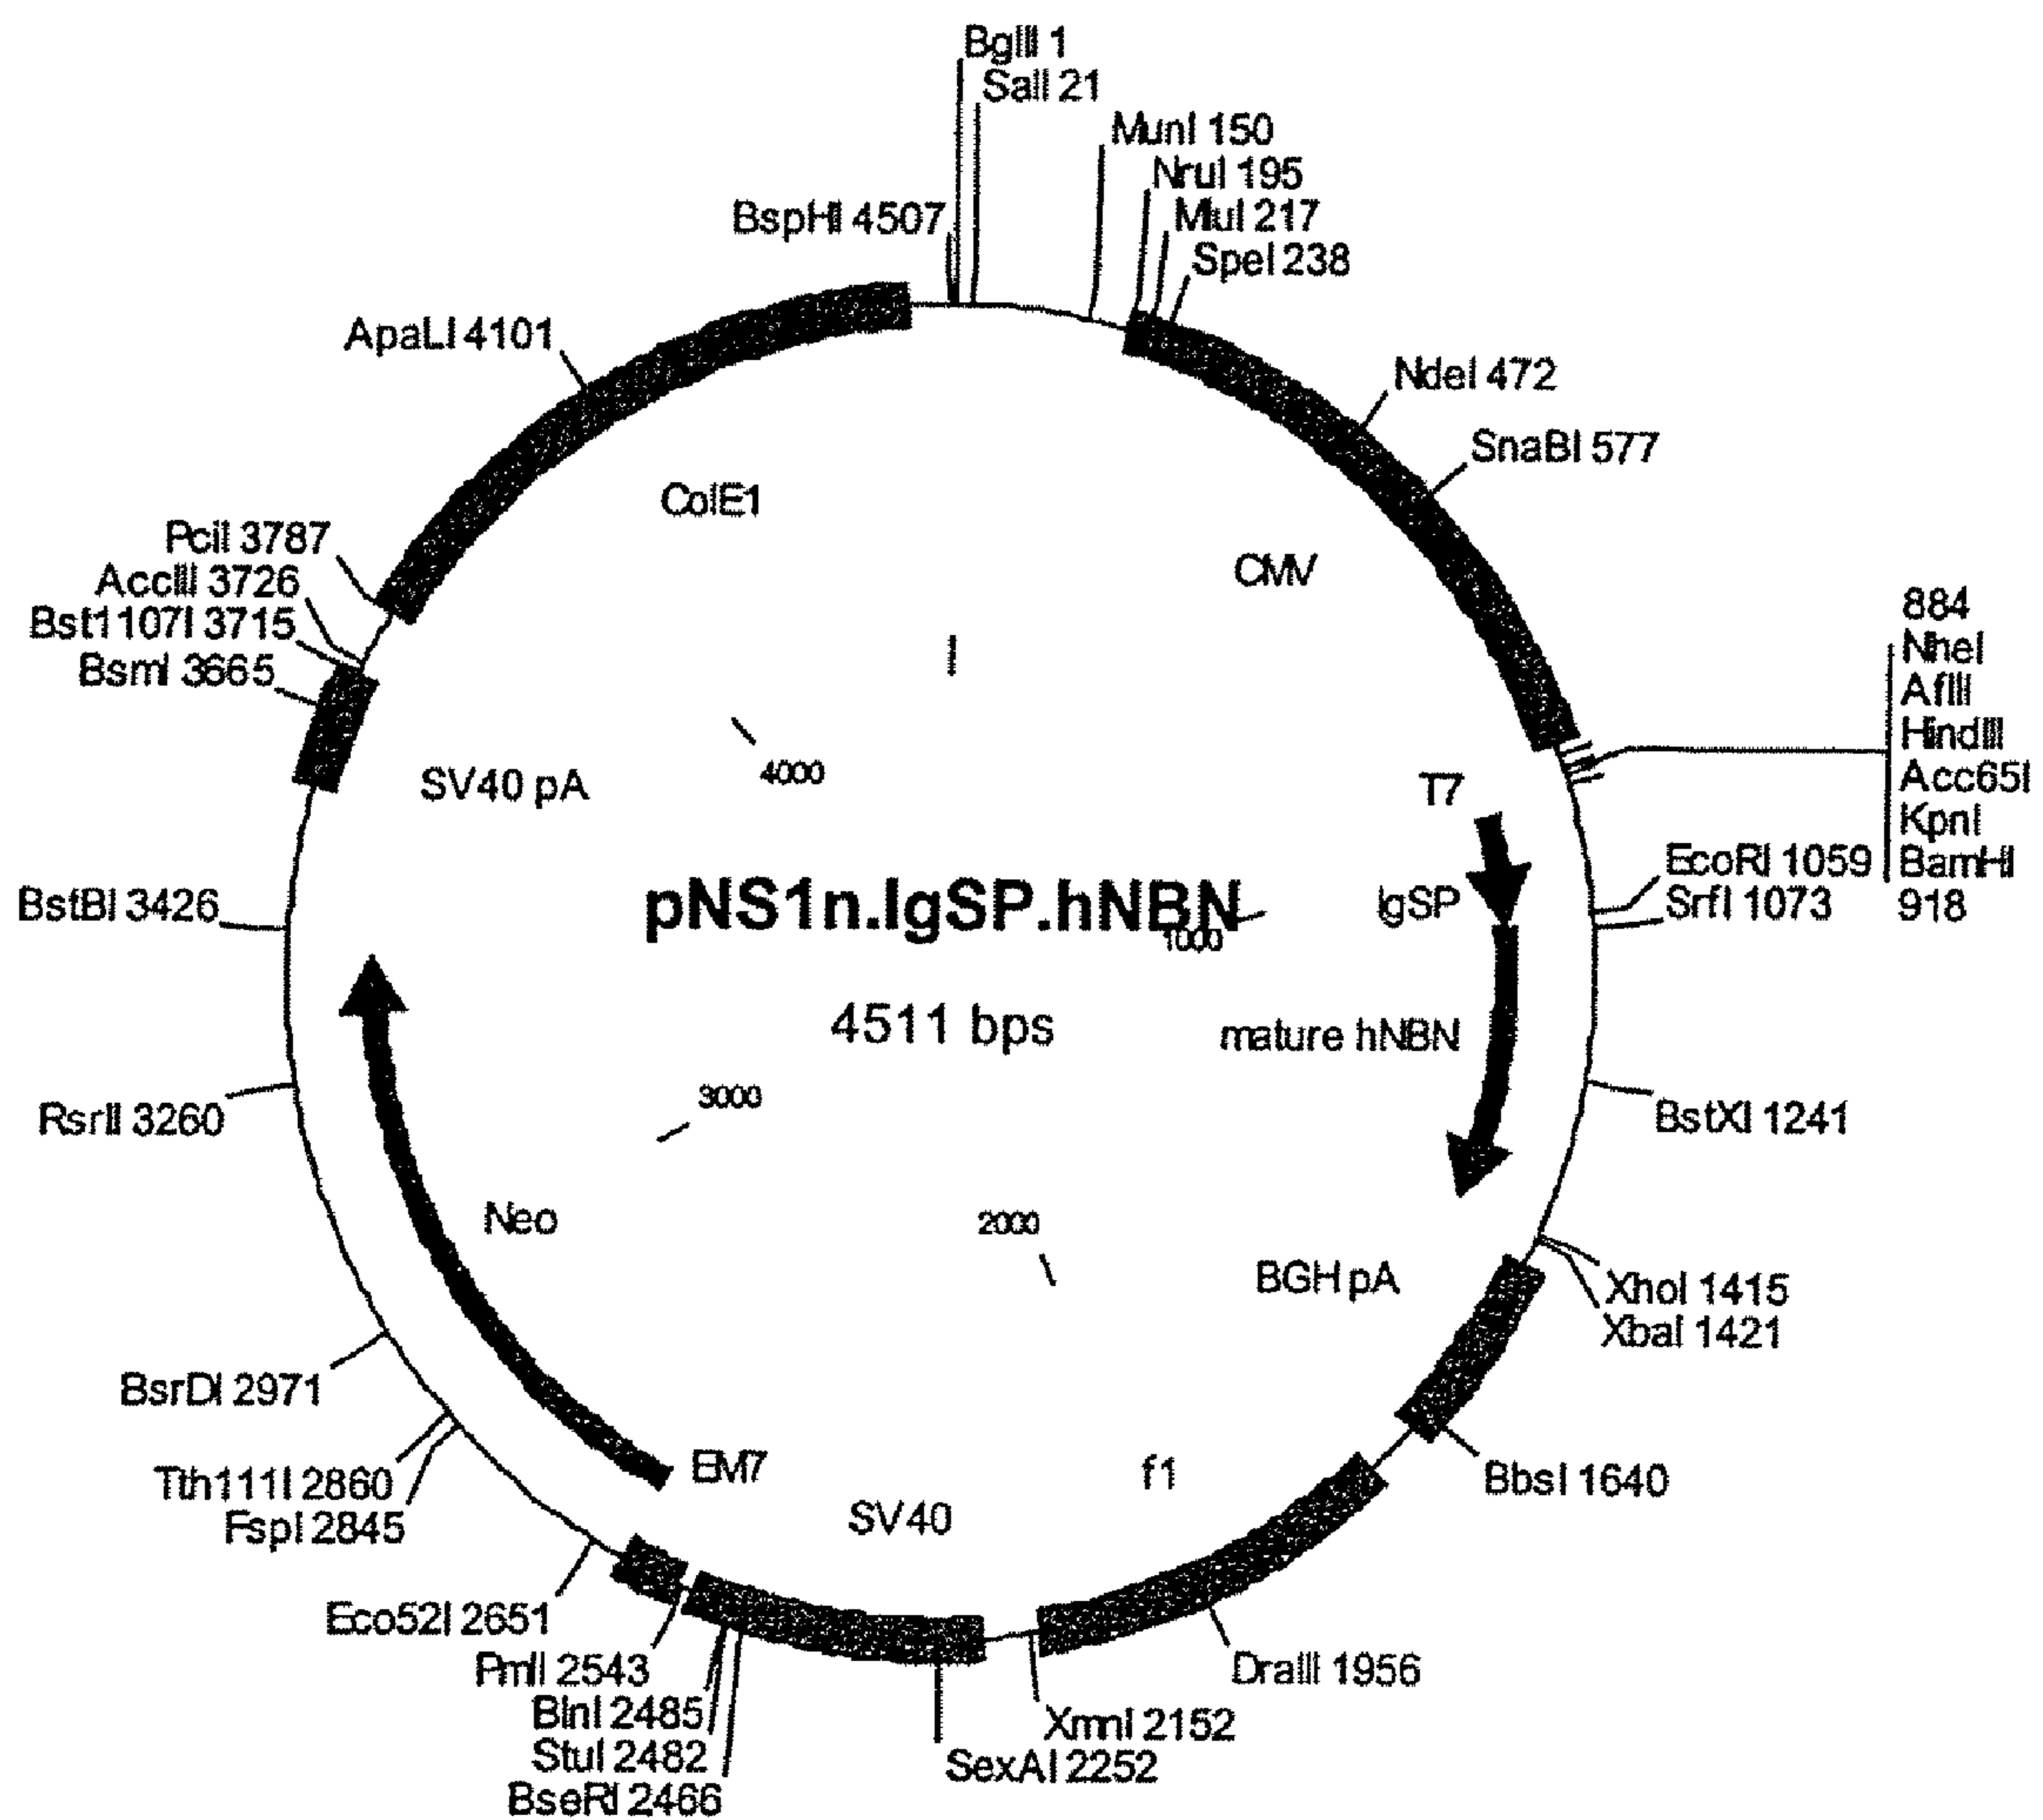 BglII 1
SalI 21
MunI 150
NruI 195
MluI 217
SpeI 238
BspHI 4507
ApaLI 4101
NdeI 472
SnaBI 577
ColE1
CMV
PciI 3787
AccIII 3726
Bst1107I 3715
BsmI 3665
884
NheI
AflII
HindIII
Acc65I
KpnI
BamHI
918
SV40 pA
4000
T7
EcoRI 1059
SrfI 1073
BstBI 3426
pNS1n.IgSP.hNBN
1000
IgSP
4511 bps
mature hNBN
3000
RsrII 3260
BstXI 1241
Neo
2000
BGH pA
XhoI 1415
XbaI 1421
BsrDI 2971
Tth111I 2860
FspI 2845
EM7
SV40
f1
BbsI 1640
Eco52I 2651
PmlI 2543
BlnI 2485
StuI 2482
BseRI 2466
DraIII 1956
XmnI 2152
SexAI 2252